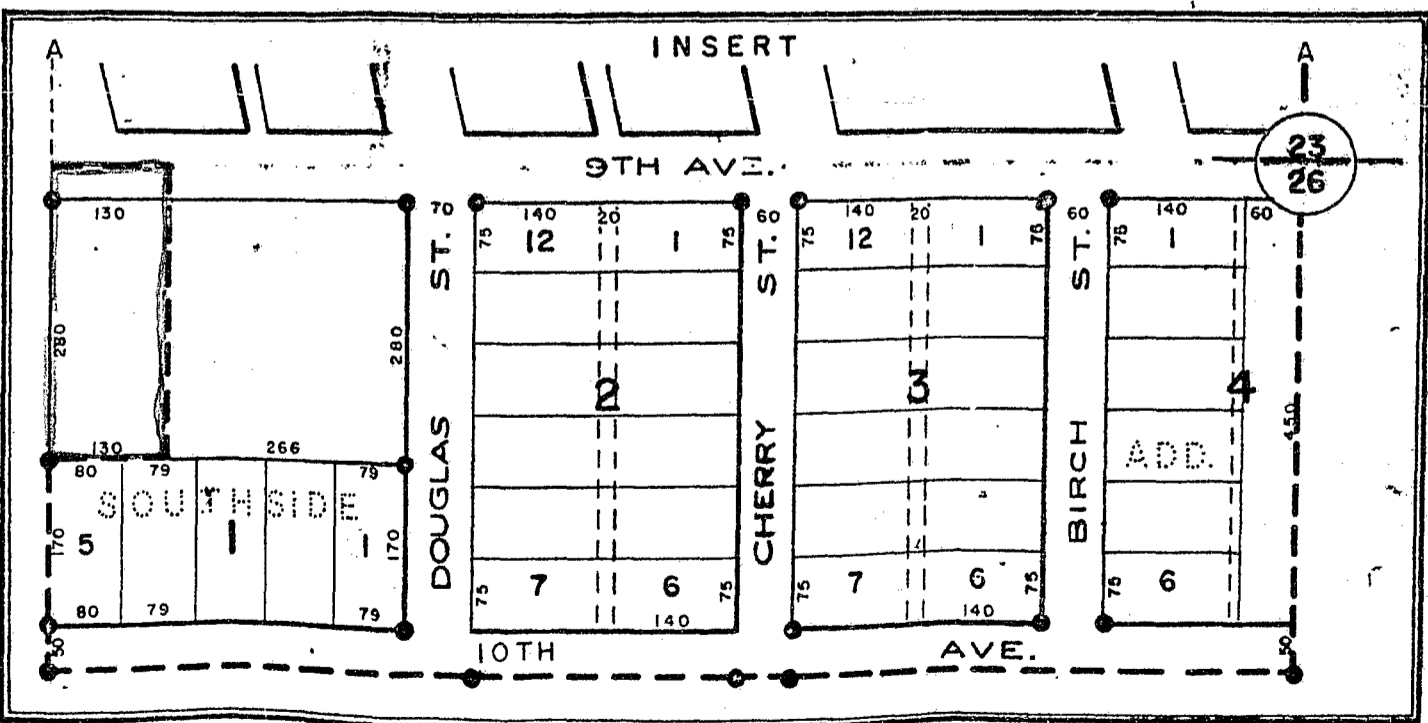 INSERT
A A
23
26
9TH AVE.
130 70 140 20 60 140 20 60 140 60
12 1 12 1 1
75 75 75 75 75
ST. ST. ST.
280 280
2 3 4
450
130 266
80 79 79
SOUTHSIDE ADD.
5 1 1
170 170
DOUGLAS CHERRY BIRCH
7 6 7 6 6
75 75 75 75 75
80 79 79 140 140
50 50
10TH AVE.